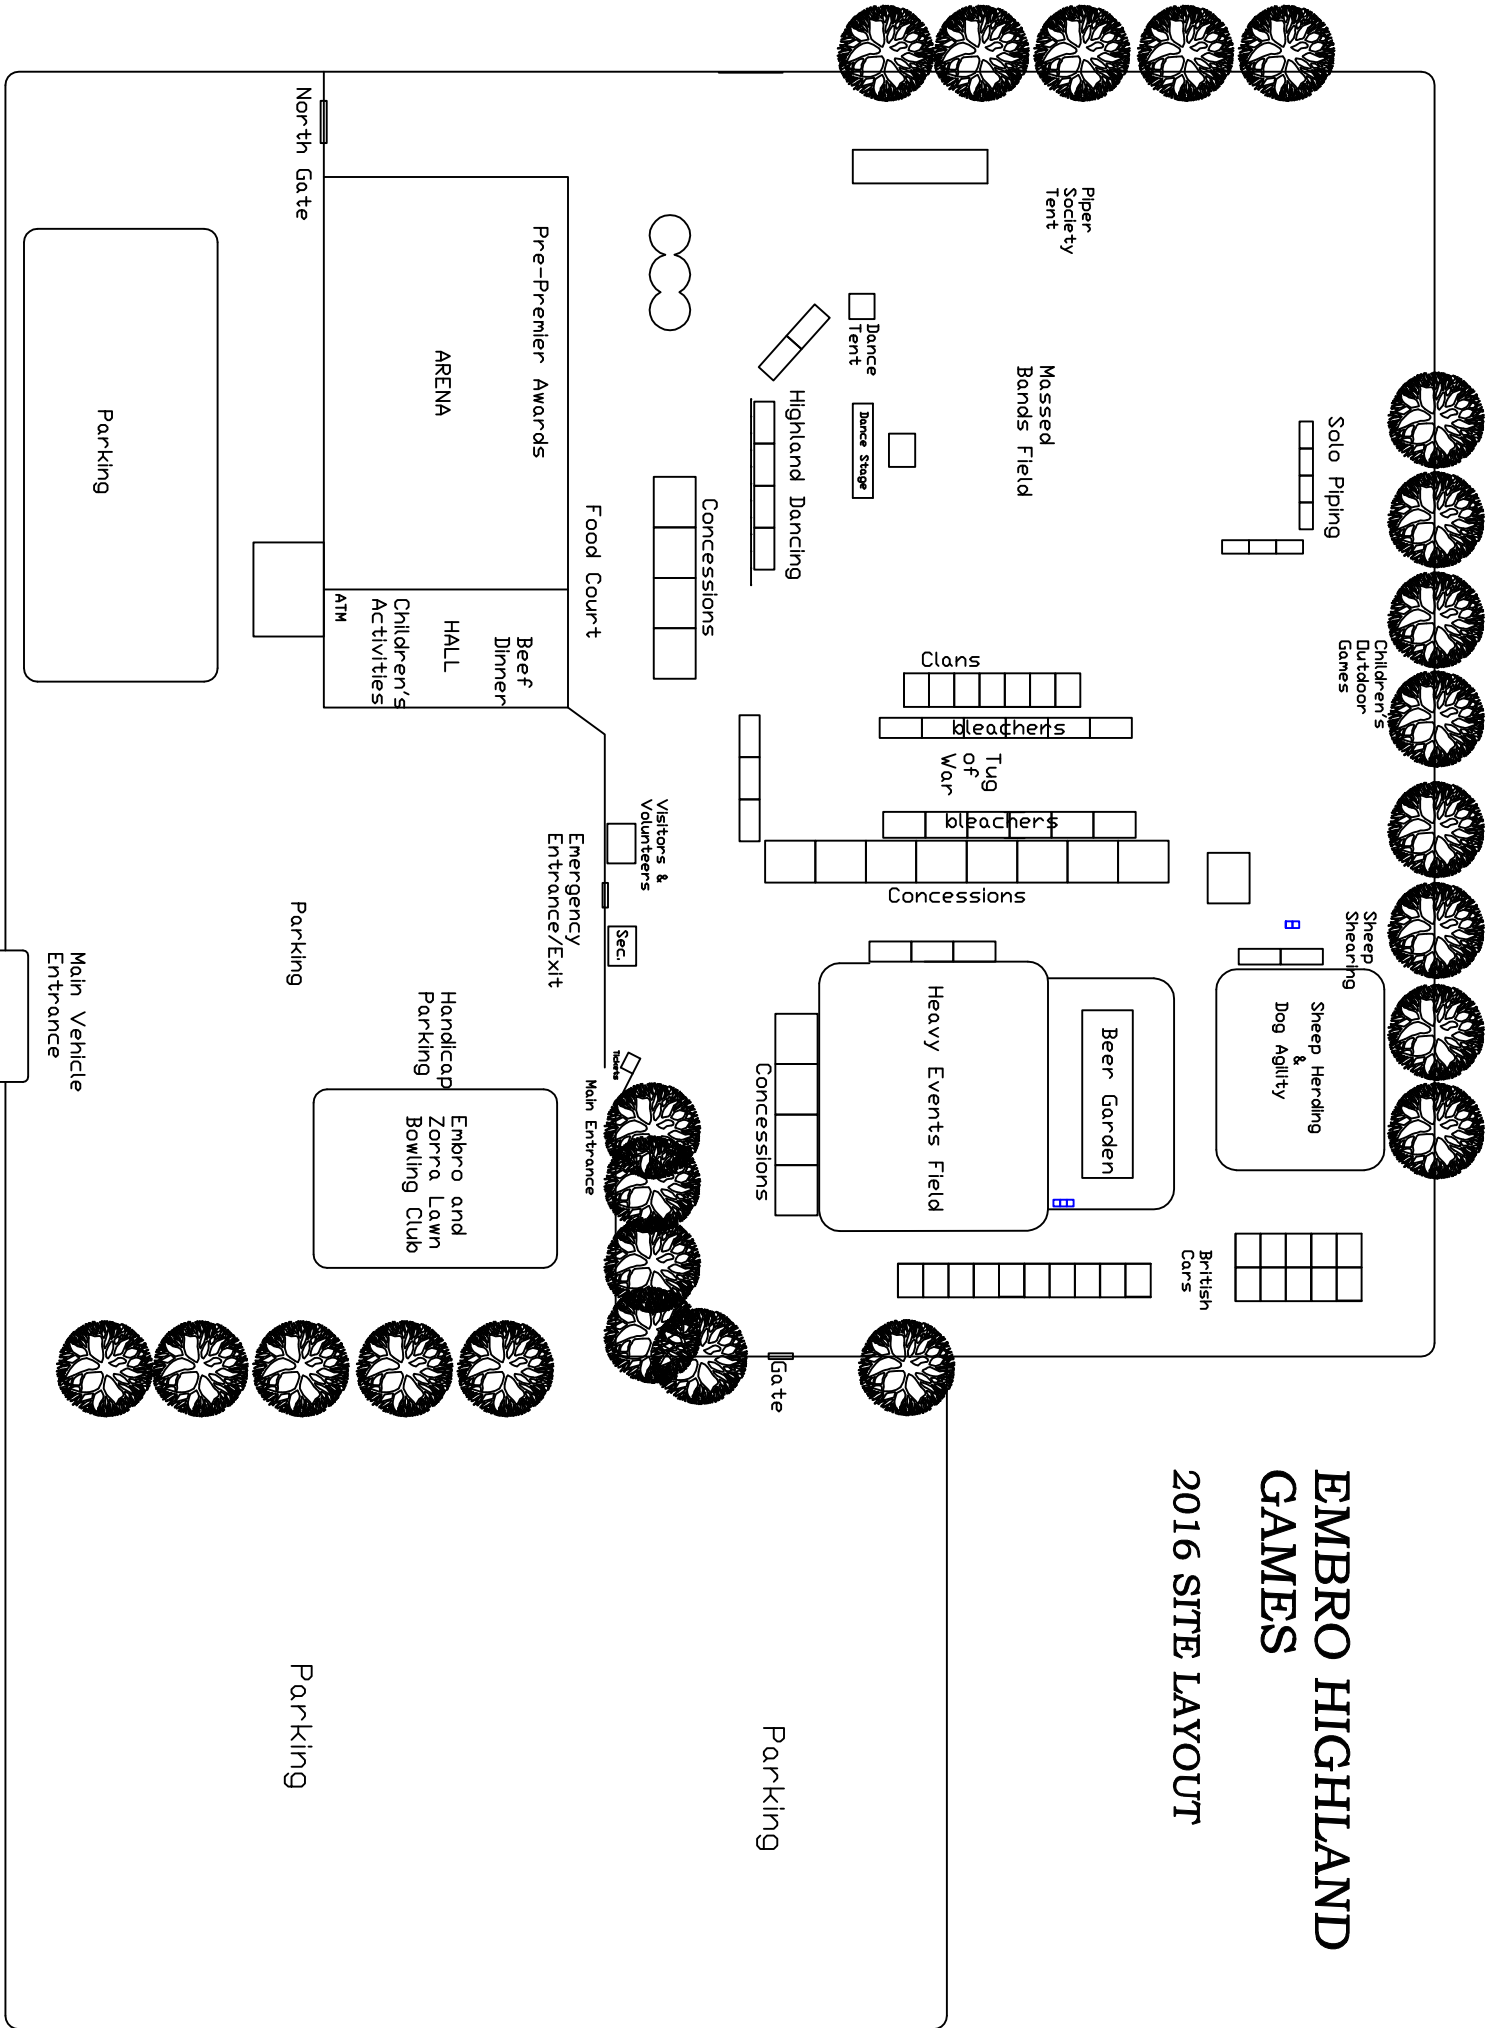 EMBRO HIGHLAND
GAMES
2016 SITE LAYOUT
Solo Piping
Children's
Outdoor
Games
Sheep
Shearing
Sheep Herding
&
Dog Agility
British
Cars
Piper
Society
Tent
Massed
Bands Field
Clans
bleachers
Tug
of
War
bleachers
Concessions
Beer Garden
Heavy Events Field
Concessions
Dance
Tent
Dance Stage
Highland Dancing
Concessions
Food Court
Gate
Parking
Visitors &
Volunteers
Sec.
Tickets
Main Entrance
Emergency
Entrance/Exit
Pre-Premier Awards
ARENA
Beef
Dinner
HALL
Children's
Activities
ATM
North Gate
Handicap
Parking
Embro and
Zorra Lawn
Bowling Club
Parking
Parking
Parking
Main Vehicle
Entrance